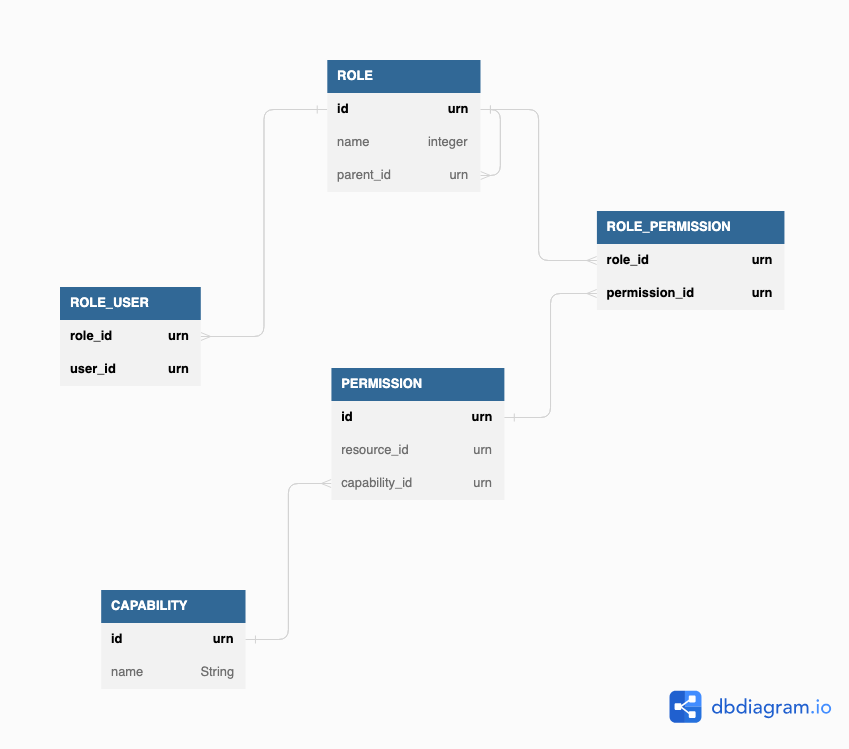 ROLE
id urn
name integer
parent_id urn
ROLE_PERMISSION
role_id urn
permission_id urn
ROLE_USER
role_id urn
user_id urn
PERMISSION
id urn
resource_id urn
capability_id urn
CAPABILITY
id urn
name String
dbdiagram.io